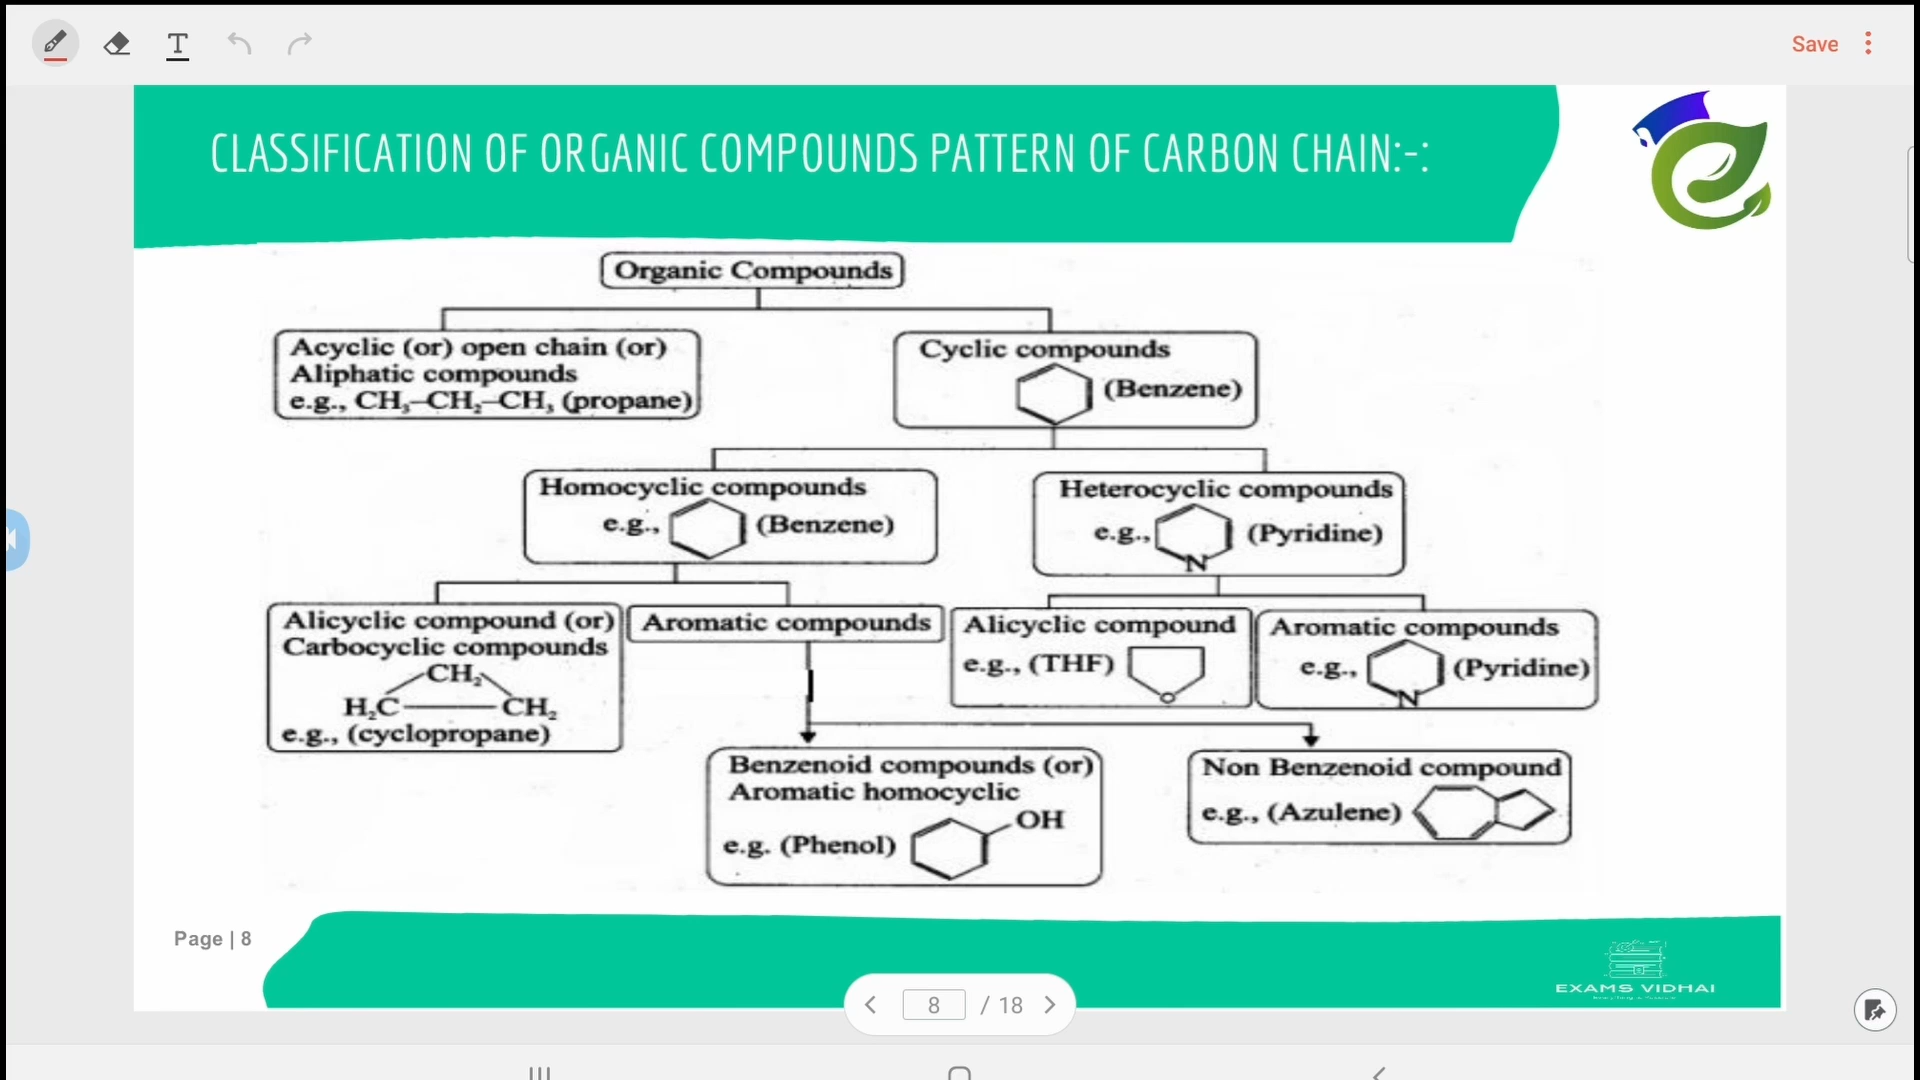 T
Save
CLASSIFICATION OF ORGANIC COMPOUNDS PATTERN OF CARBON CHAIN:-:
Organic Compounds
Acyclic (or) open chain (or)
Aliphatic compounds
e.g., CH₃–CH₂–CH₃ (propane)
Cyclic compounds
(Benzene)
Homocyclic compounds
e.g., (Benzene)
Heterocyclic compounds
e.g., (Pyridine)
N
Alicyclic compound (or)
Carbocyclic compounds
CH₂
H₂C CH₂
e.g., (cyclopropane)
Aromatic compounds
Alicyclic compound
e.g., (THF)
O
Aromatic compounds
e.g., (Pyridine)
N
Benzenoid compounds (or)
Aromatic homocyclic
OH
e.g. (Phenol)
Non Benzenoid compound
e.g., (Azulene)
Page | 8
EXAMS VIDHAI
8 / 18